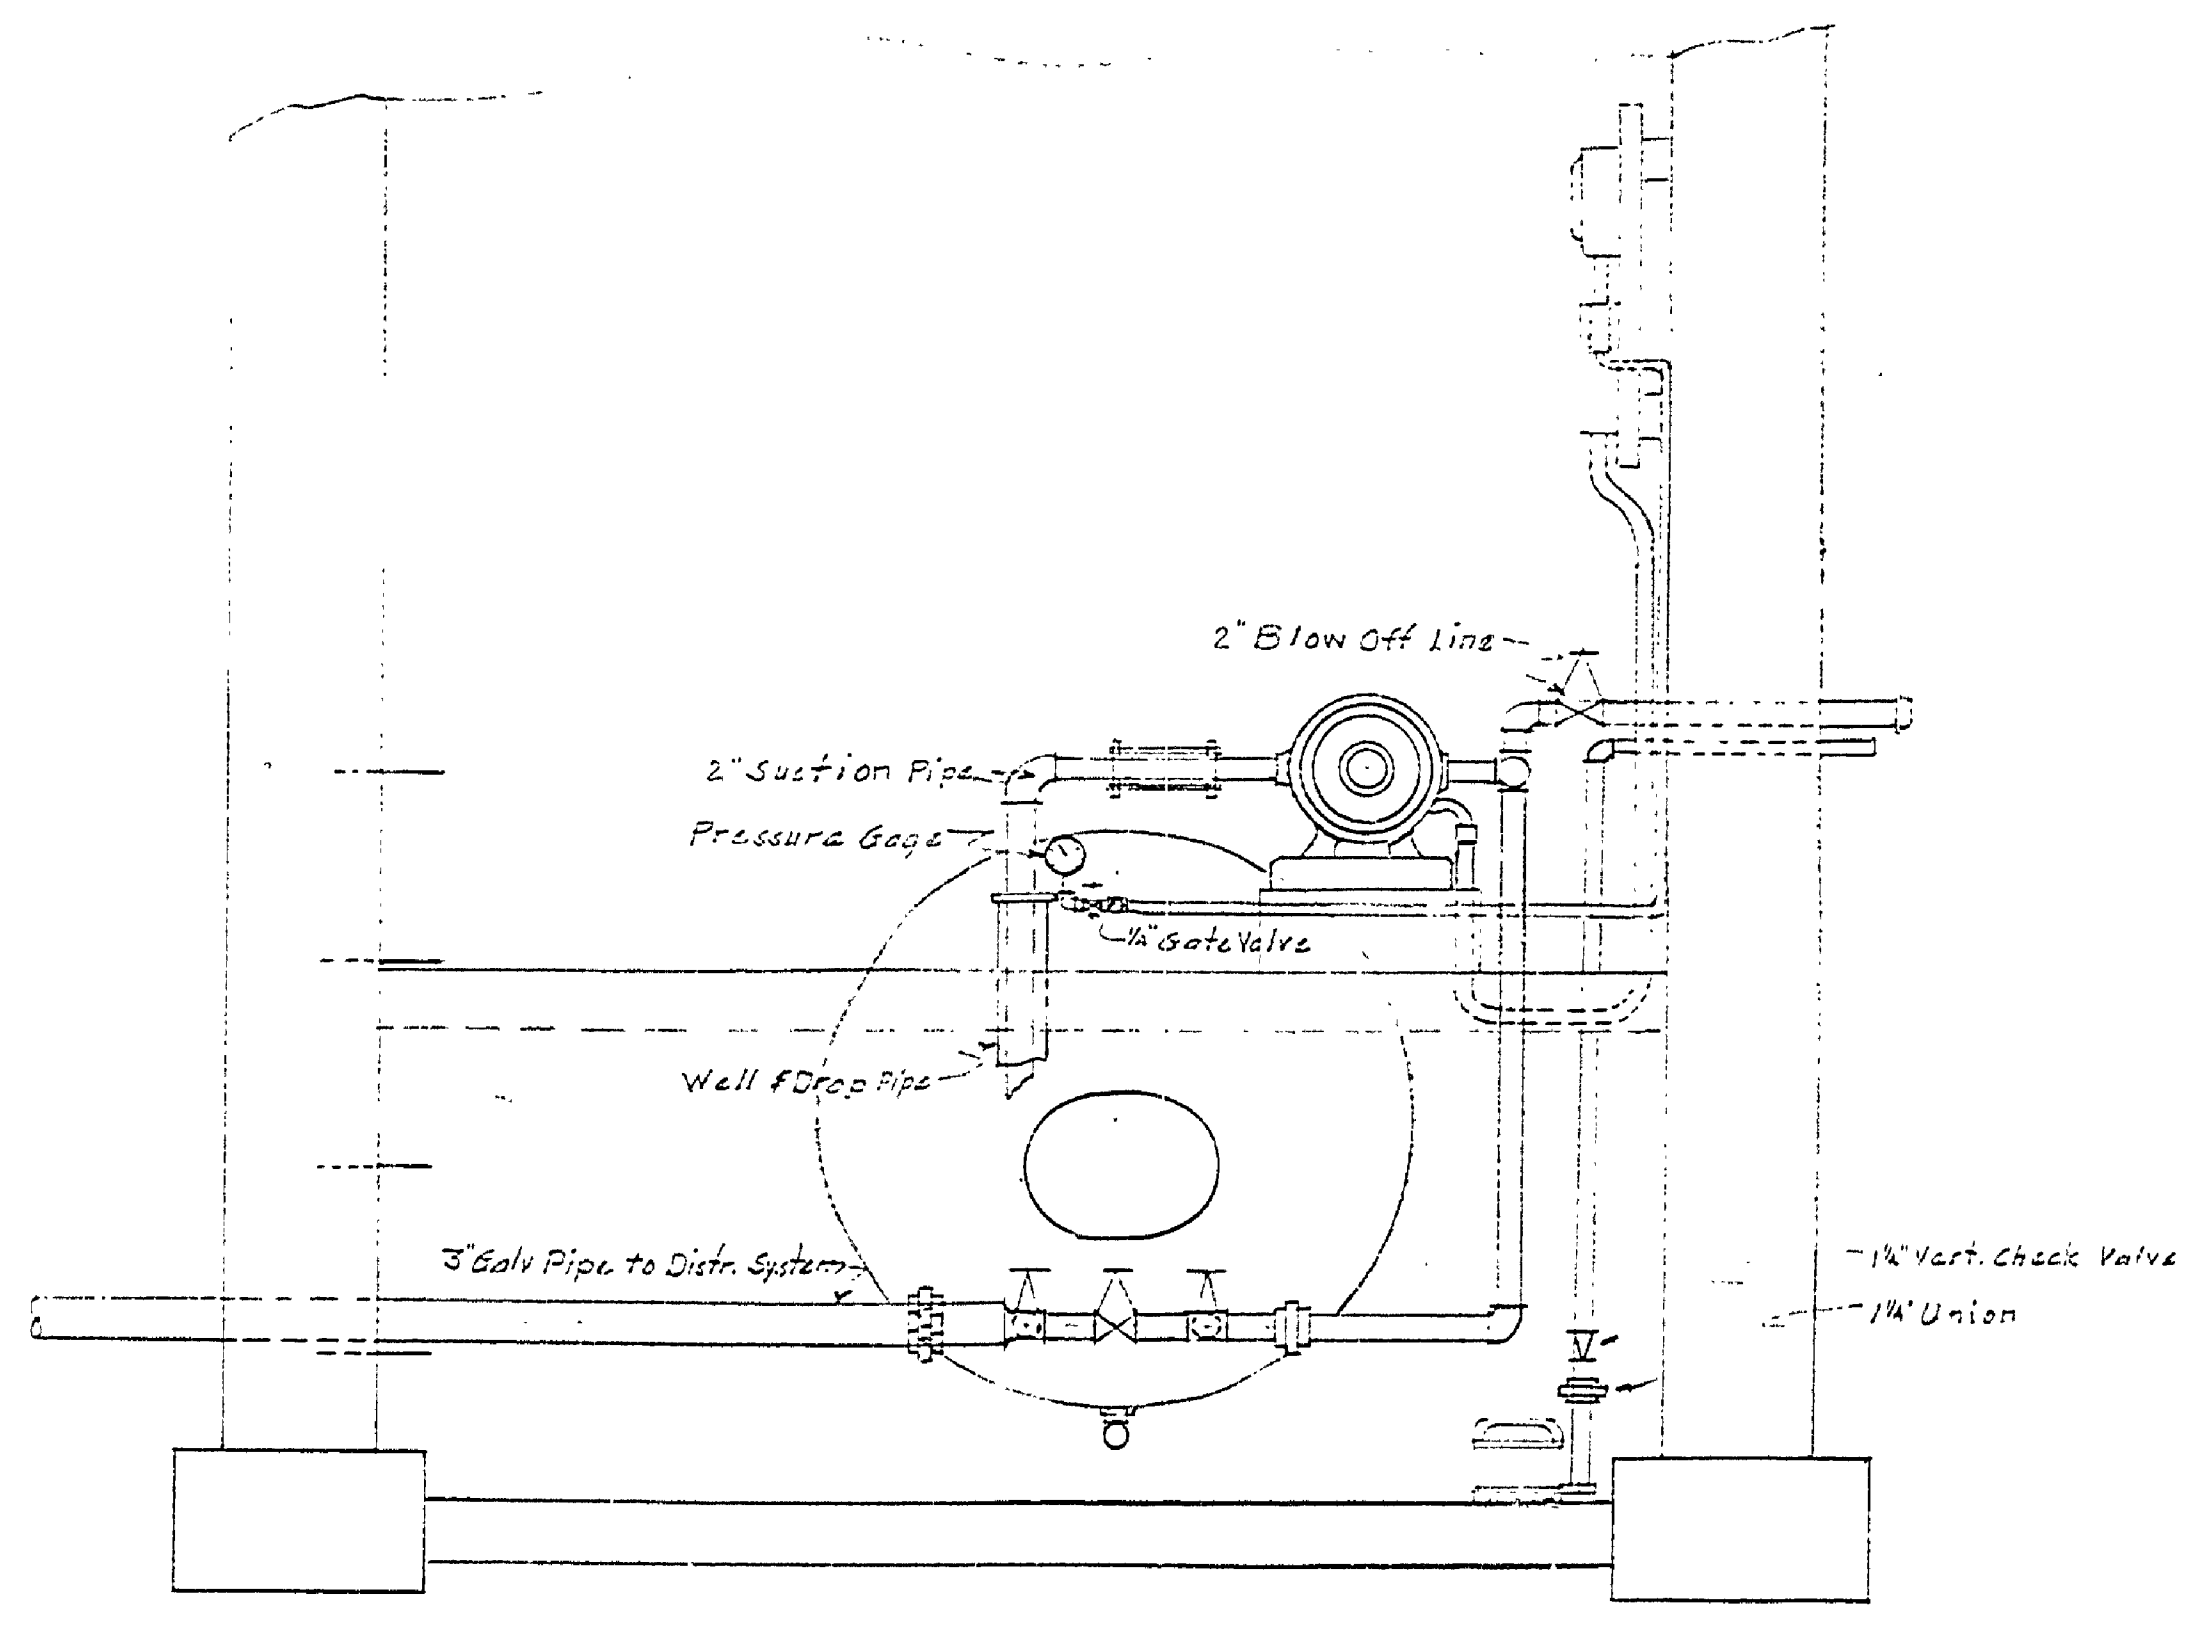 2" Blow Off Line
2" Suction Pipe
Pressure Gage
¼" Gate Valve
Well & Drop Pipe
3" Galv Pipe to Distr. System
1¼" Vert. Check Valve
1¼" Union